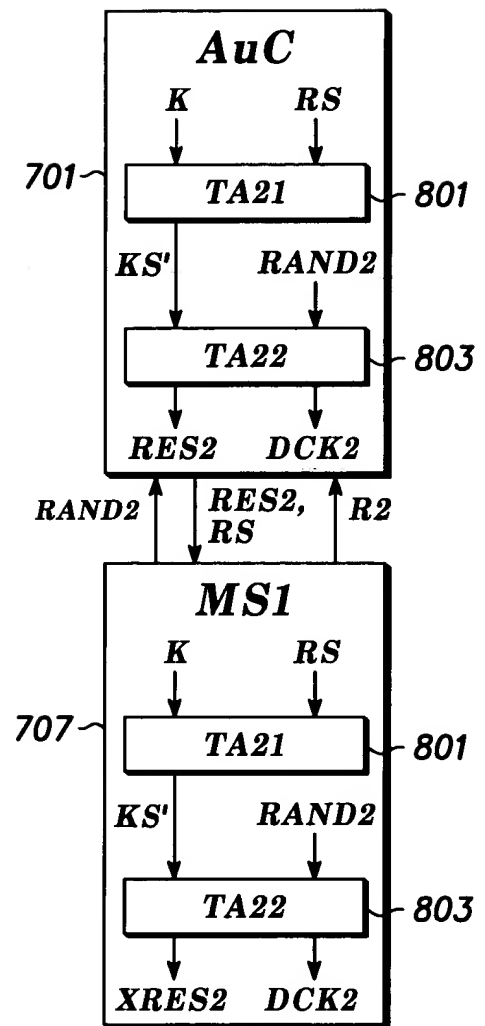 AuC
K RS
701 TA21 801
KS' RAND2
TA22 803
RES2 DCK2
RAND2 RES2, RS R2
MS1
K RS
707 TA21 801
KS' RAND2
TA22 803
XRES2 DCK2